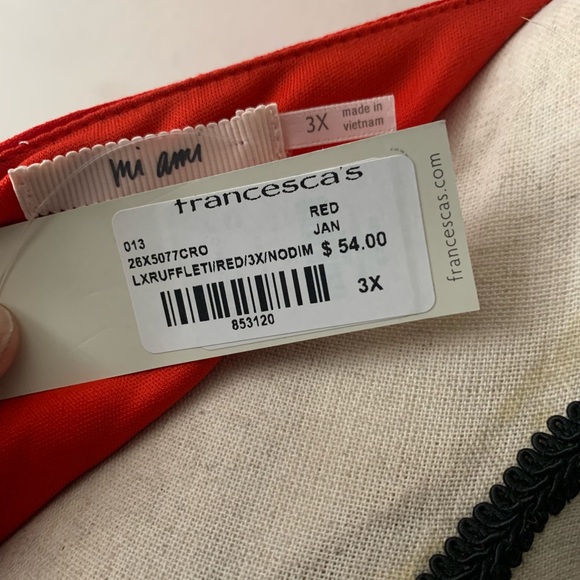 mi ami
3X
made in
vietnam
francesca's
013
RED
26X5077CRO
JAN
LXRUFFLETI/RED/3X/NODIM
$ 54.00
853120
3X
francescas.com